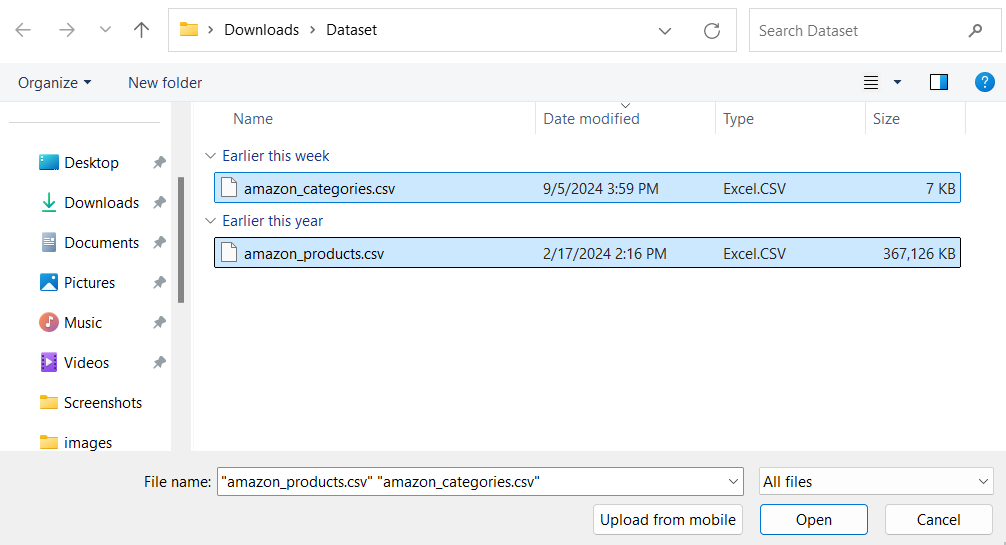 Downloads > Dataset
Search Dataset
Organize
New folder
?
Name Date modified Type Size
Desktop
Downloads
Documents
Pictures
Music
Videos
Screenshots
images
Earlier this week
amazon_categories.csv 9/5/2024 3:59 PM Excel.CSV 7 KB
Earlier this year
amazon_products.csv 2/17/2024 2:16 PM Excel.CSV 367,126 KB
File name: "amazon_products.csv" "amazon_categories.csv" All files
Upload from mobile Open Cancel